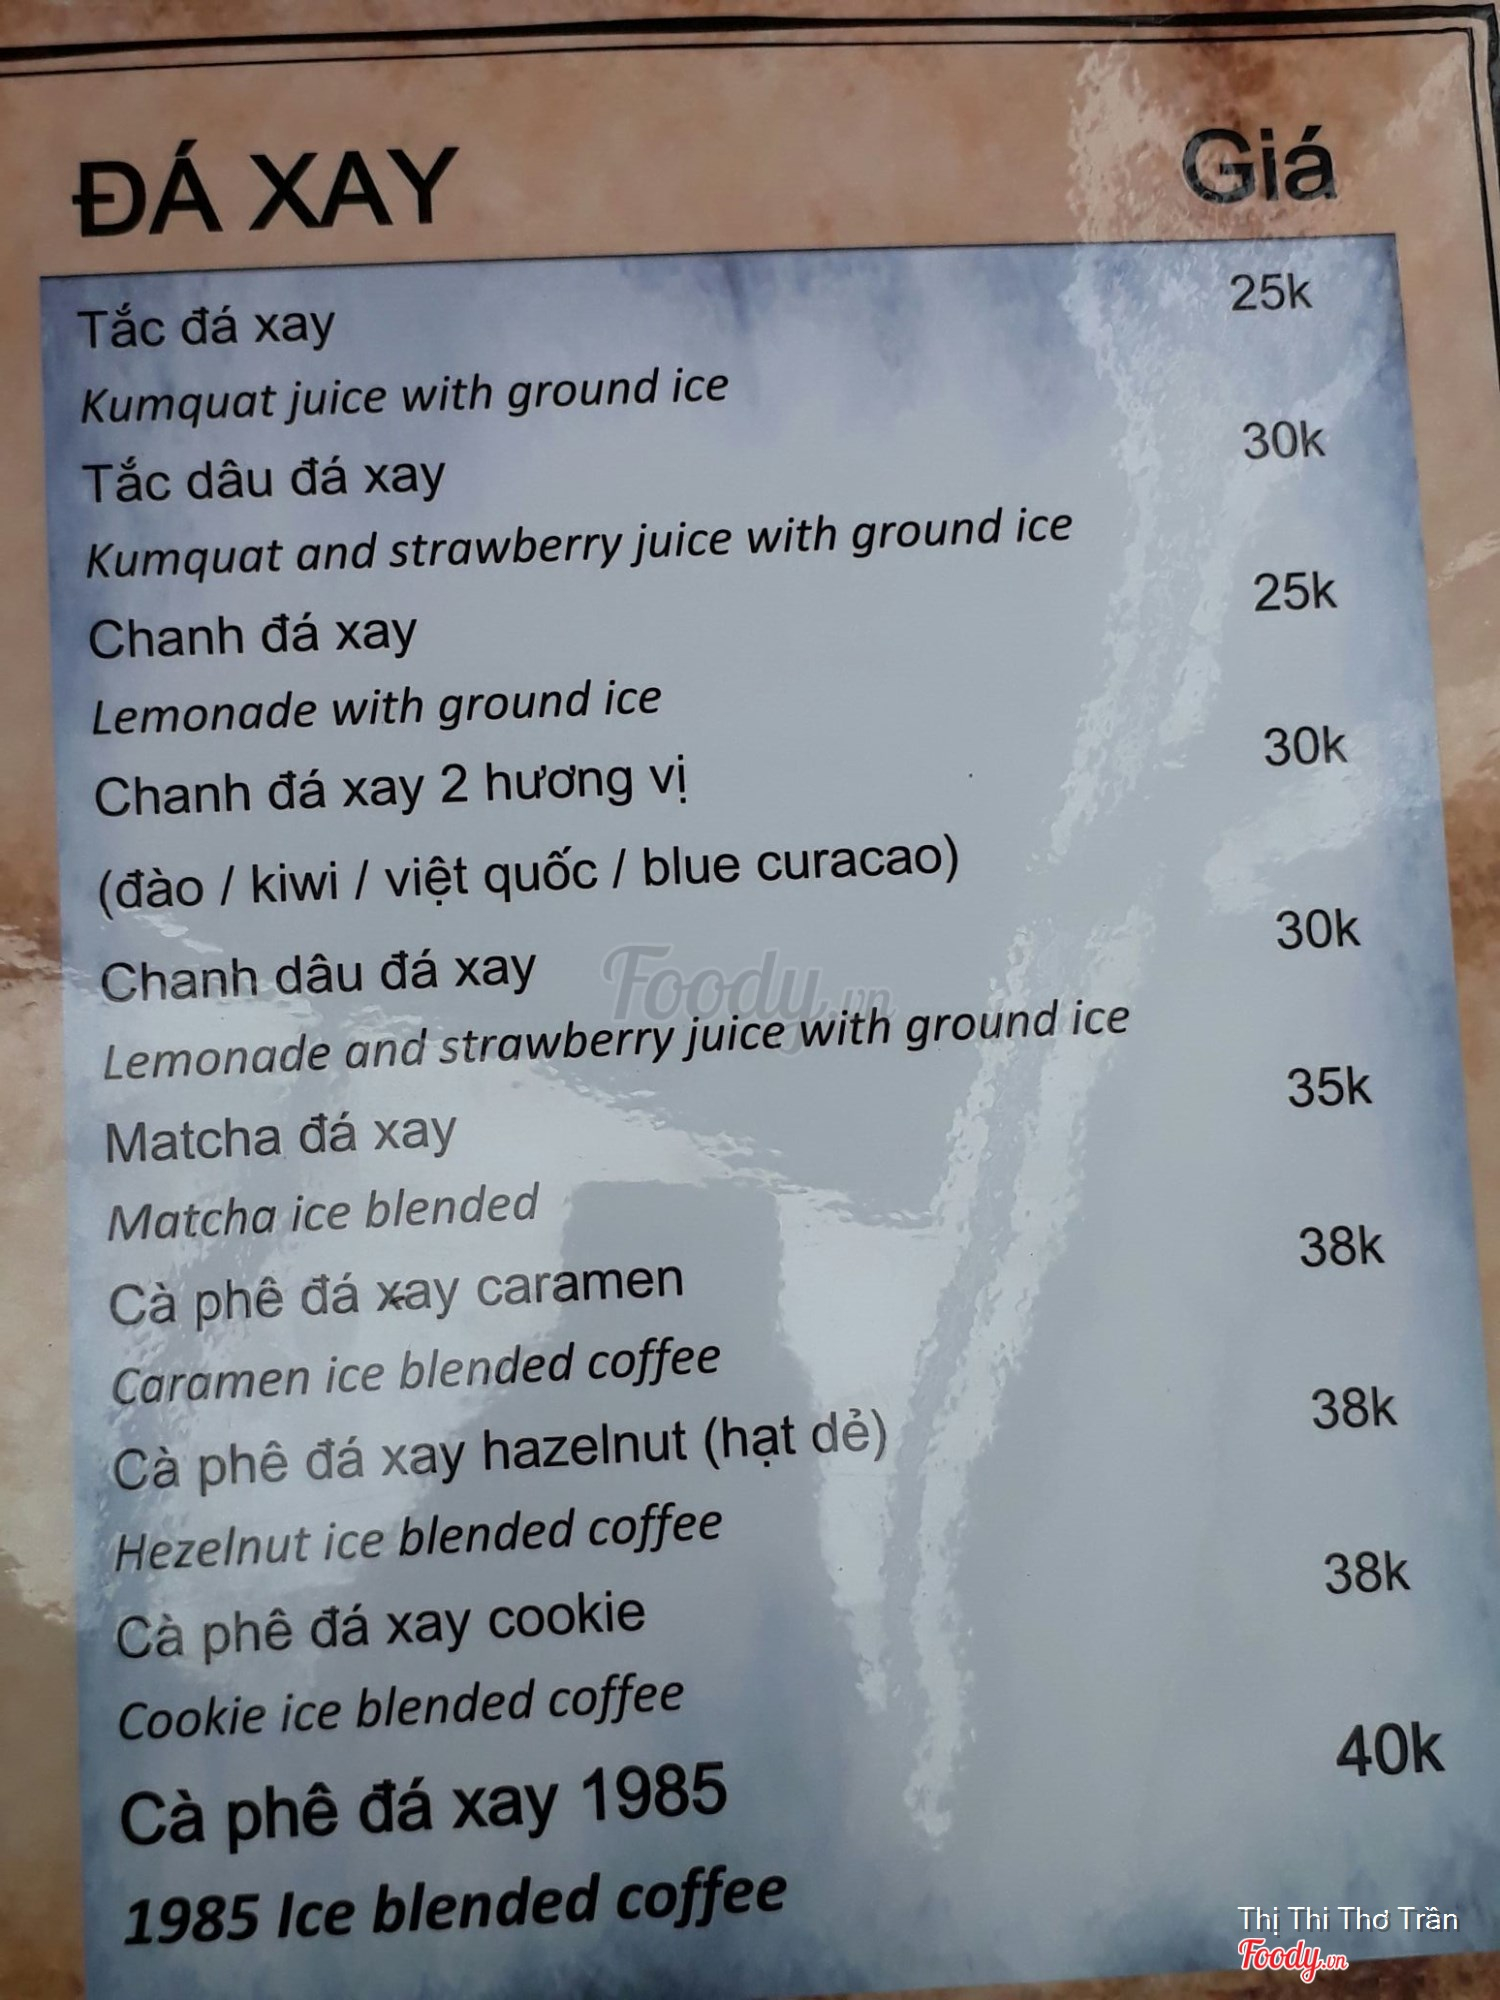 ĐÁ XAY Giá
Tắc đá xay 25k
Kumquat juice with ground ice
Tắc dâu đá xay 30k
Kumquat and strawberry juice with ground ice
Chanh đá xay 25k
Lemonade with ground ice
Chanh đá xay 2 hương vị 30k
(đào / kiwi / việt quốc / blue curacao)
Chanh dâu đá xay 30k
Lemonade and strawberry juice with ground ice
Matcha đá xay 35k
Matcha ice blended
Cà phê đá xay caramen 38k
Caramen ice blended coffee
Cà phê đá xay hazelnut (hạt dẻ) 38k
Hezelnut ice blended coffee
Cà phê đá xay cookie 38k
Cookie ice blended coffee
Cà phê đá xay 1985 40k
1985 Ice blended coffee
Foody.vn
Thị Thi Thơ Trần
Foody.vn